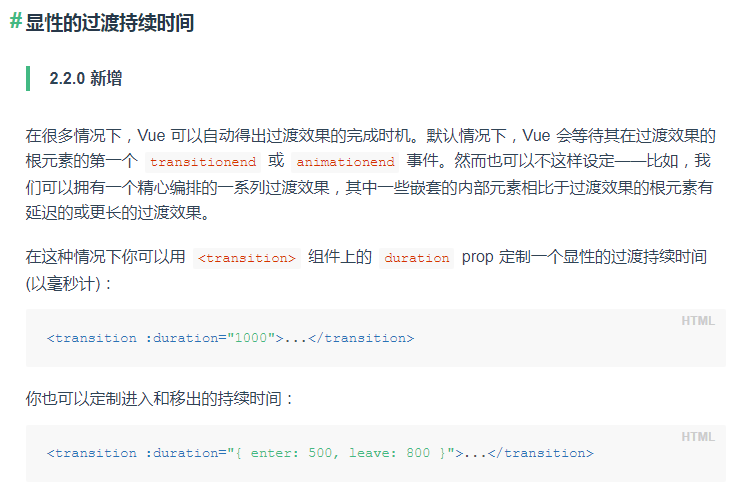 #显性的过渡持续时间
2.2.0 新增
在很多情况下，Vue 可以自动得出过渡效果的完成时机。默认情况下，Vue 会等待其在过渡效果的
根元素的第一个 transitionend 或 animationend 事件。然而也可以不这样设定——比如，我
们可以拥有一个精心编排的一系列过渡效果，其中一些嵌套的内部元素相比于过渡效果的根元素有
延迟的或更长的过渡效果。
在这种情况下你可以用 <transition> 组件上的 duration prop 定制一个显性的过渡持续时间
(以毫秒计)：
HTML
<transition :duration="1000">...</transition>
你也可以定制进入和移出的持续时间：
HTML
<transition :duration="{ enter: 500, leave: 800 }">...</transition>